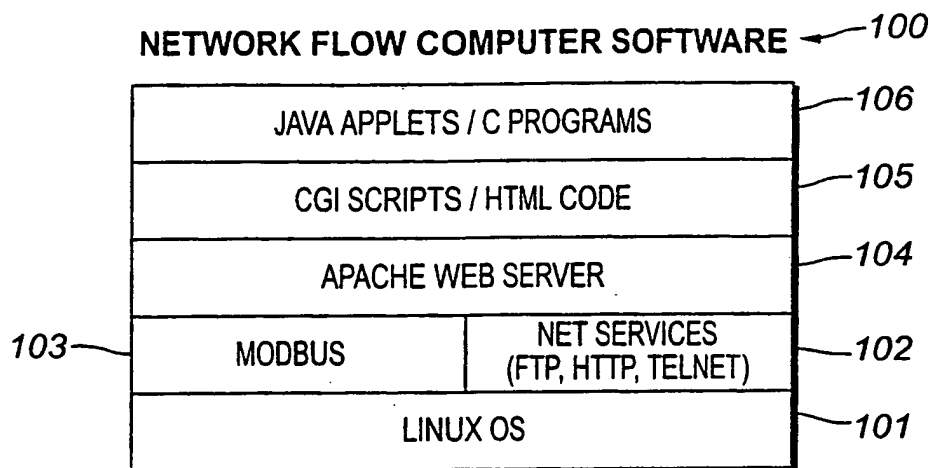 NETWORK FLOW COMPUTER SOFTWARE 100
JAVA APPLETS / C PROGRAMS 106
CGI SCRIPTS / HTML CODE 105
APACHE WEB SERVER 104
103 MODBUS NET SERVICES
(FTP, HTTP, TELNET) 102
LINUX OS 101